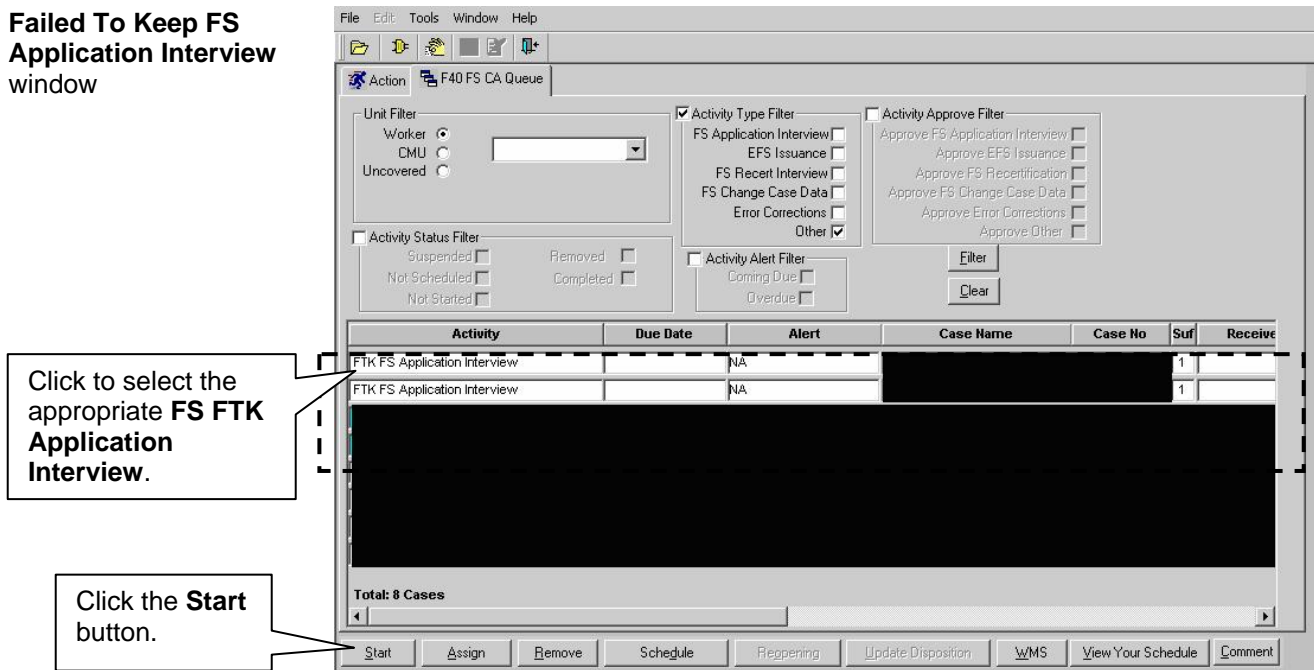 Failed To Keep FS
Application Interview
window
File Edit Tools Window Help
Action F40 FS CA Queue
Unit Filter
Worker
CMU
Uncovered
Activity Type Filter
FS Application Interview
EFS Issuance
FS Recert Interview
FS Change Case Data
Error Corrections
Other
Activity Approve Filter
Approve FS Application Interview
Approve EFS Issuance
Approve FS Recertification
Approve FS Change Case Data
Approve Error Corrections
Approve Other
Activity Status Filter
Suspended Removed
Not Scheduled Completed
Not Started
Activity Alert Filter
Coming Due
Overdue
Filter
Clear
Activity Due Date Alert Case Name Case No Suf Receive
FTK FS Application Interview NA 1
FTK FS Application Interview NA 1
Click to select the
appropriate FS FTK
Application
Interview.
Total: 8 Cases
Click the Start
button.
Start Assign Remove Schedule Reopening Update Disposition WMS View Your Schedule Comment